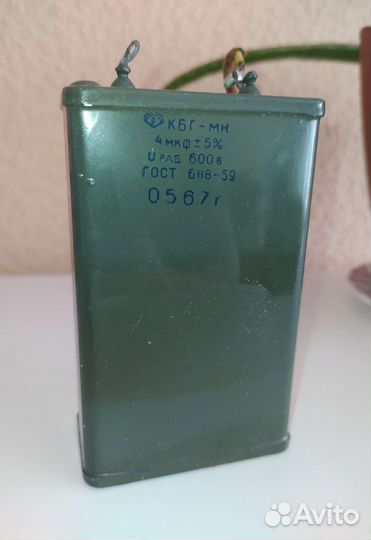 КБГ-МН
4 мкф ± 5%
U РАБ 600 в
ГОСТ 6118-59
0567г
Avito